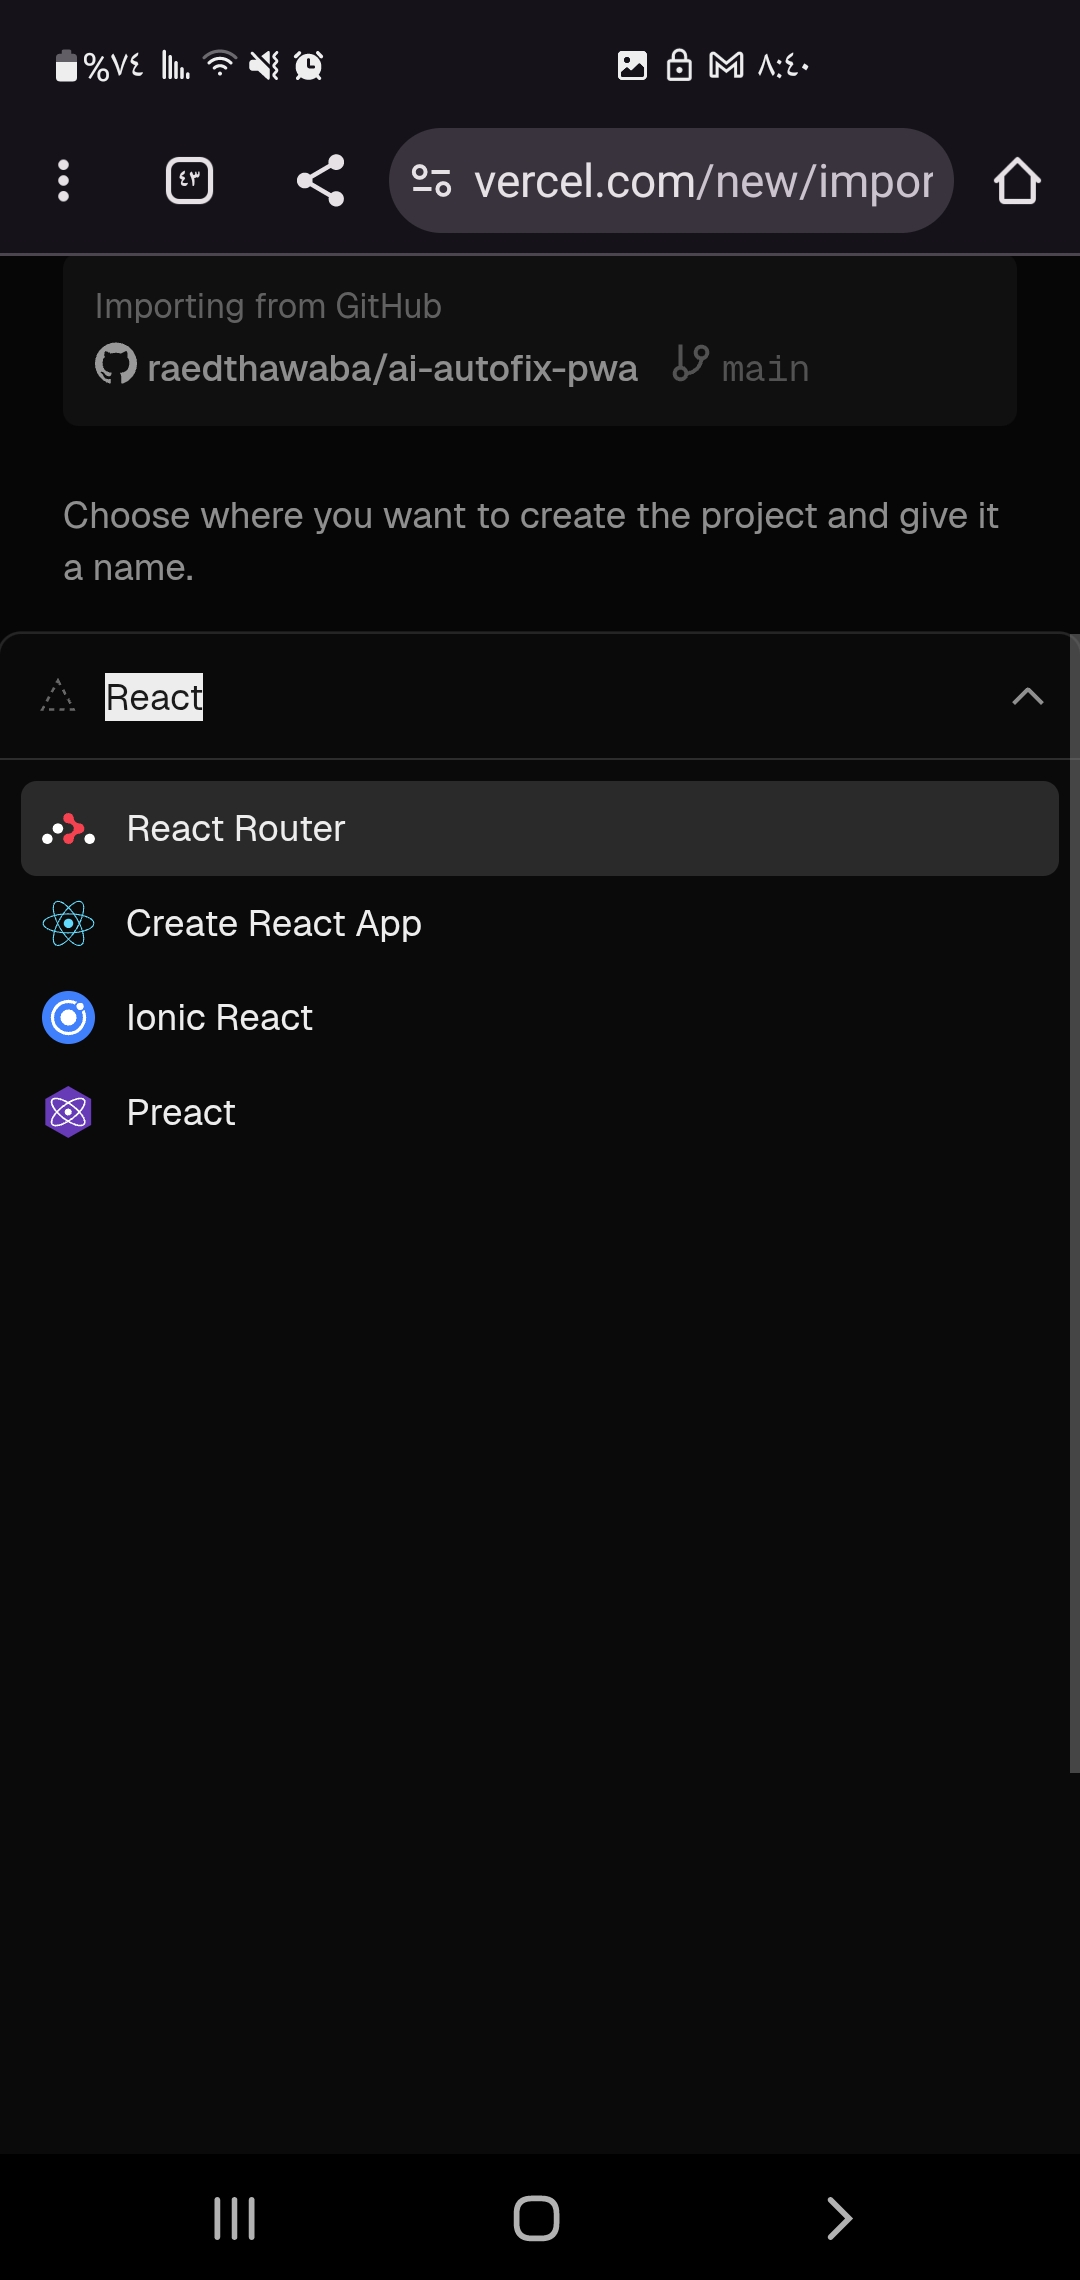 %٧٤
٨:٤٠
٤٣
vercel.com/new/impor
Importing from GitHub
raedthawaba/ai-autofix-pwa main
Choose where you want to create the project and give it
a name.
React
React Router
Create React App
Ionic React
Preact